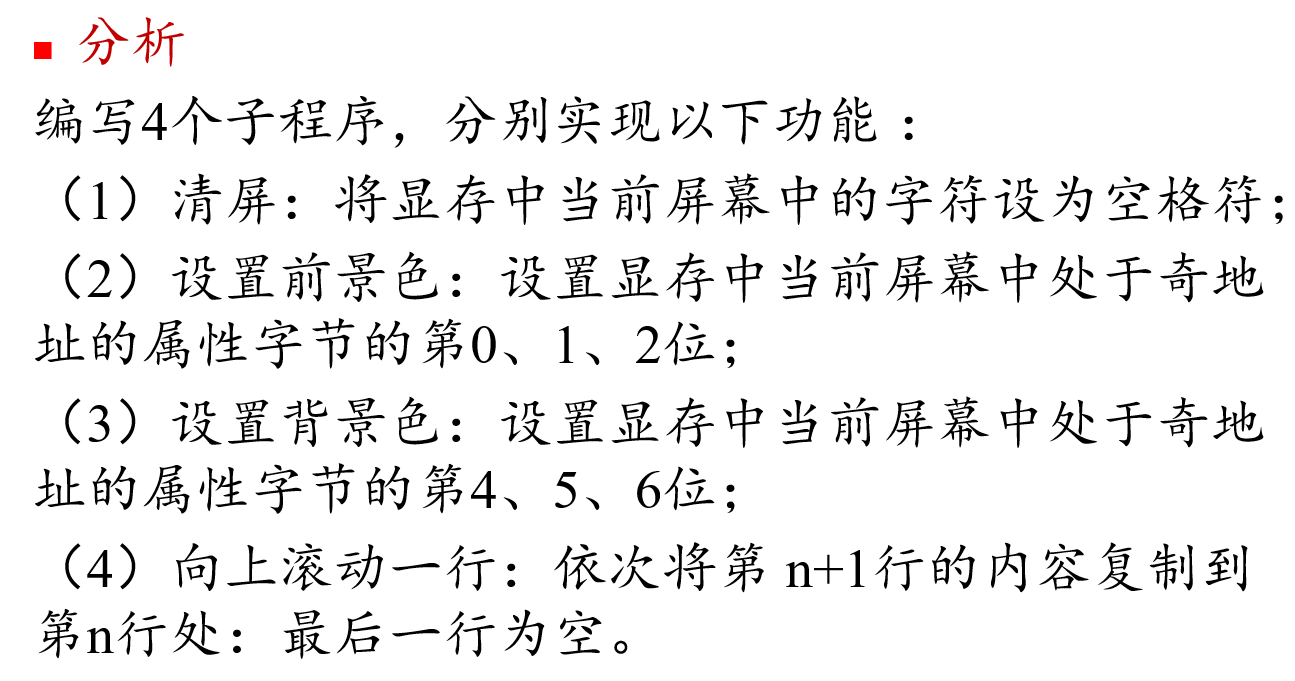 分析
编写4个子程序，分别实现以下功能：
（1）清屏：将显存中当前屏幕中的字符设为空格符；
（2）设置前景色：设置显存中当前屏幕中处于奇地
址的属性字节的第0、1、2位；
（3）设置背景色：设置显存中当前屏幕中处于奇地
址的属性字节的第4、5、6位；
（4）向上滚动一行：依次将第 n+1行的内容复制到
第n行处：最后一行为空。